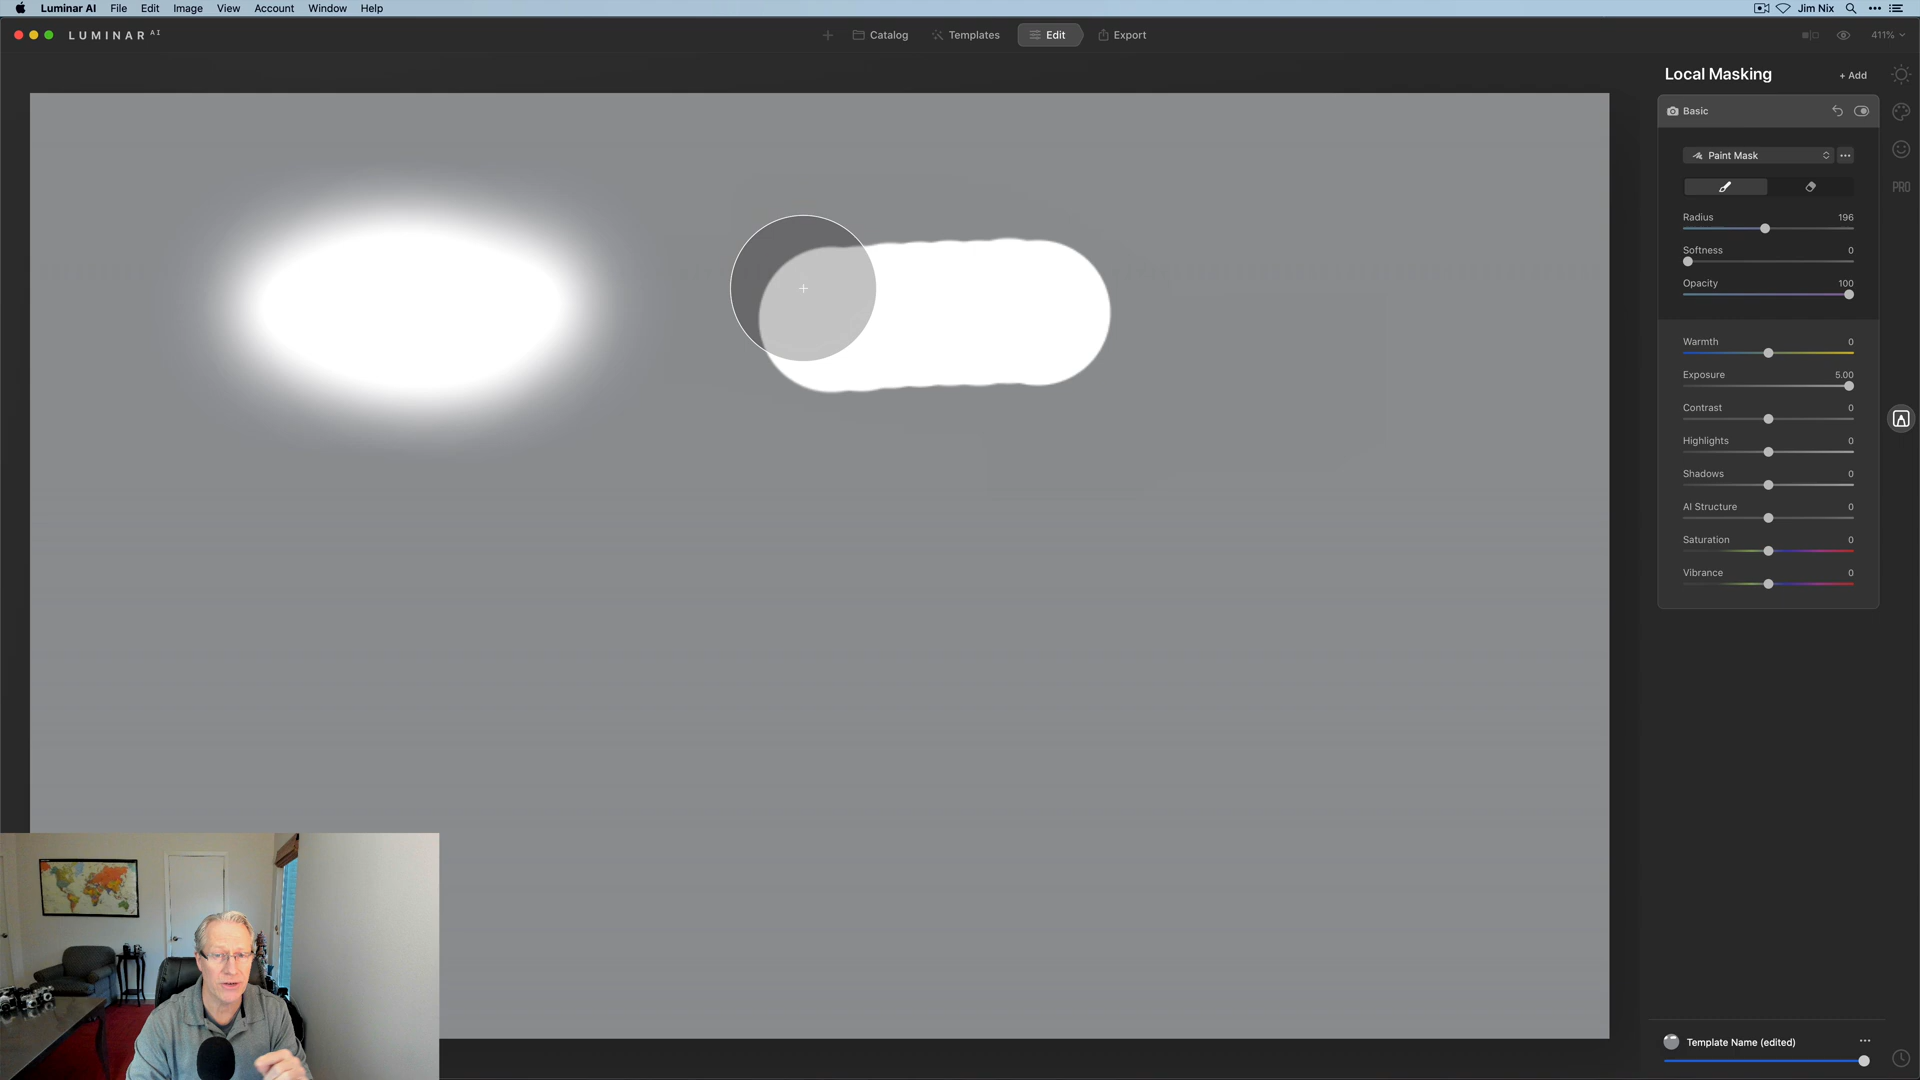 Luminar AI File Edit Image View Account Window Help Jim Nix
LUMINAR AI Catalog Templates Edit Export 411%
Local Masking + Add
Basic
Paint Mask
PRO
Radius 196
Softness 0
Opacity 100
Warmth 0
Exposure 5.00
Contrast 0
Highlights 0
Shadows 0
AI Structure 0
Saturation 0
Vibrance 0
Template Name (edited)